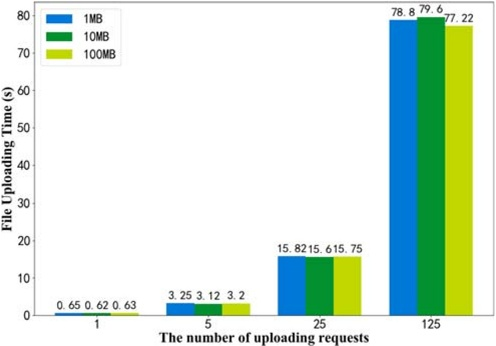 File Uploading Time (s)
80
70
60
50
40
30
20
10
0
1MB
10MB
100MB
0.65 0.62 0.63
3.25 3.12 3.2
15.82 15.6 15.75
78.8 79.6 77.22
1 5 25 125
The number of uploading requests